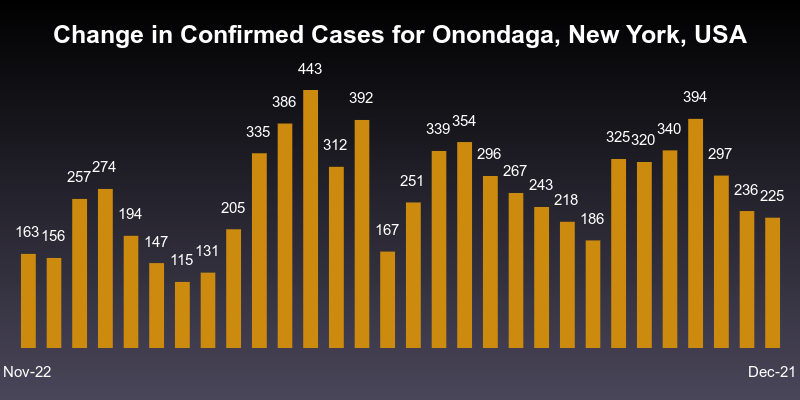 Change in Confirmed Cases for Onondaga, New York, USA
163 156 257 274 194 147 115 131 205 335 386 443 312 392 167 251 339 354 296 267 243 218 186 325 320 340 394 297 236 225
Nov-22 Dec-21